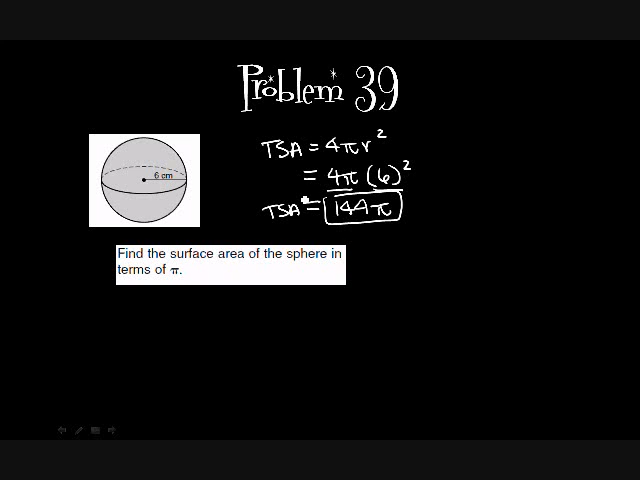 Problem 39
TSA = 4πr²
= 4π(6)²
TSA = 144π
6 cm
Find the surface area of the sphere in
terms of π.